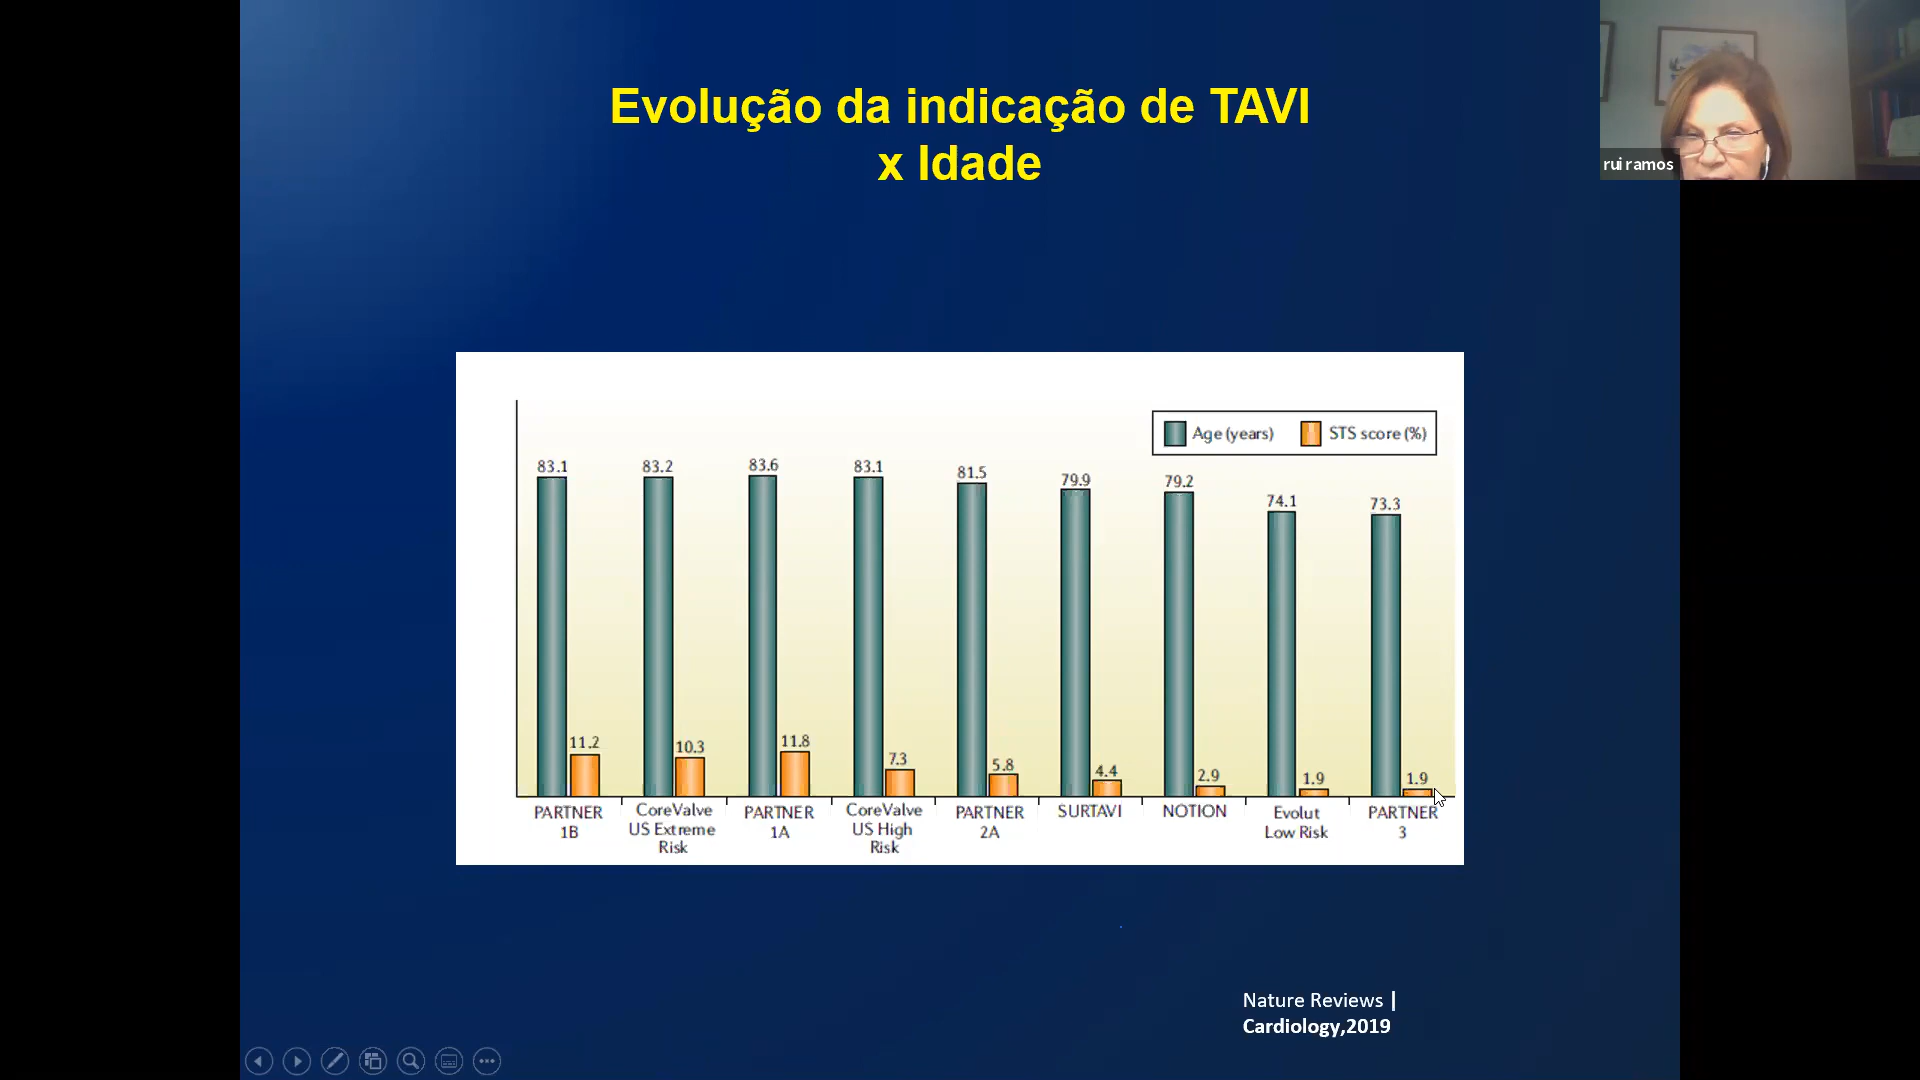 Evolução da indicação de TAVI
x Idade
rui ramos
Age (years)
STS score (%)
83.1
83.2
83.6
83.1
81.5
79.9
79.2
74.1
73.3
11.2
10.3
11.8
7.3
5.8
4.4
2.9
1.9
1.9
PARTNER
1B
CoreValve
US Extreme
Risk
PARTNER
1A
CoreValve
US High
Risk
PARTNER
2A
SURTAVI
NOTION
Evolut
Low Risk
PARTNER
3
Nature Reviews |
Cardiology,2019